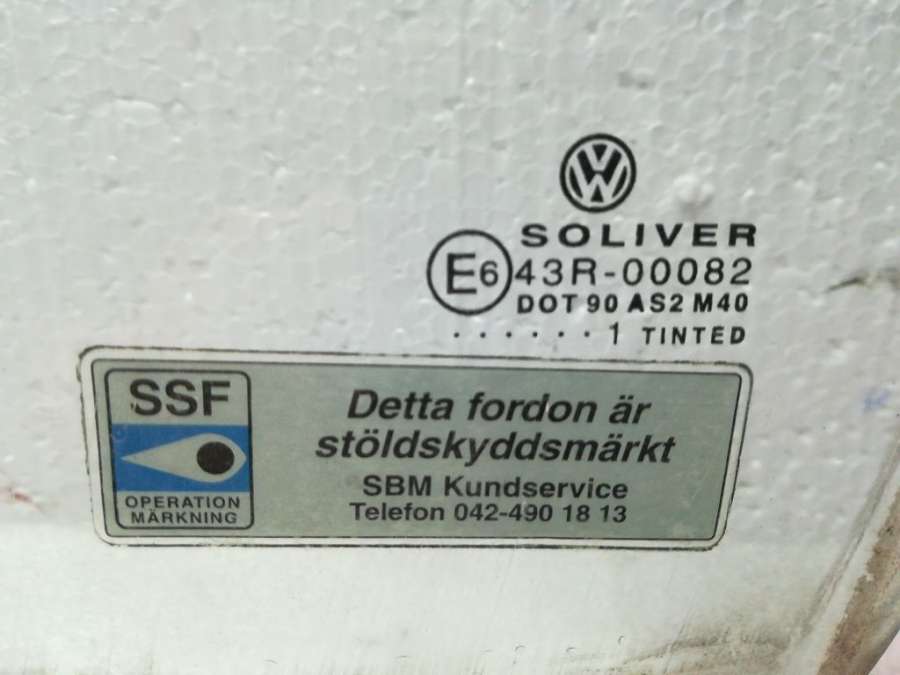 SOLIVER
E6 43R-00082
DOT 90 AS2 M40
. . . . . . 1 TINTED
SSF
OPERATION
MÄRKNING
Detta fordon är
stöldskyddsmärkt
SBM Kundservice
Telefon 042-490 18 13